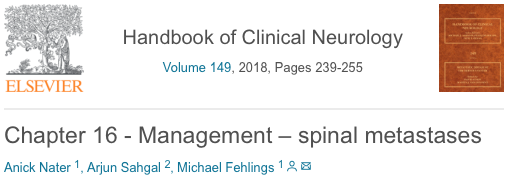 Handbook of Clinical Neurology
Volume 149, 2018, Pages 239-255
ELSEVIER
Chapter 16 - Management – spinal metastases
Anick Nater 1, Arjun Sahgal 2, Michael Fehlings 1